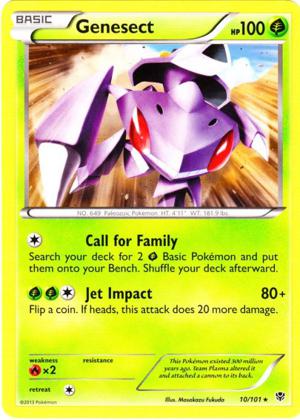 BASIC
Genesect
HP100
NO. 649 Paleozoic Pokémon HT. 4'11" WT. 181.9 lbs.
Call for Family
Search your deck for 2 Basic Pokémon and put
them onto your Bench. Shuffle your deck afterward.
Jet Impact 80+
Flip a coin. If heads, this attack does 20 more damage.
weakness resistance
×2
retreat
This Pokémon existed 300 million
years ago. Team Plasma altered it
and attached a cannon to its back.
©2013 Pokémon
Illus. Masakazu Fukuda
10/101 ★